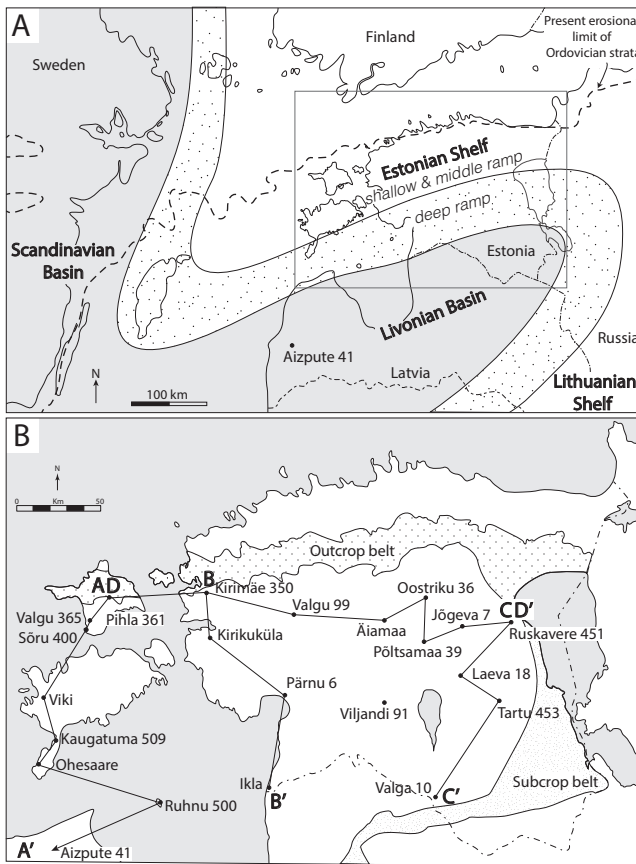 A
Sweden
Finland
Present erosional
limit of
Ordovician strata
Estonian Shelf
shallow & middle ramp
deep ramp
Scandinavian
Basin
Estonia
Livonian Basin
Aizpute 41
Russia
N
100 km
Latvia
Lithuanian
Shelf
B
N
0 Km 50
Outcrop belt
AD
B
Kirimäe 350
Oostriku 36
Valgu 365
Pihla 361
Valgu 99
Jõgeva 7
CD'
Sõru 400
Äiamaa
Ruskavere 451
Kirikuküla
Põltsamaa 39
Laeva 18
Viki
Pärnu 6
Viljandi 91
Tartu 453
Kaugatuma 509
Ohesaare
Ikla
B'
Valga 10
C'
Subcrop belt
Ruhnu 500
A'
Aizpute 41